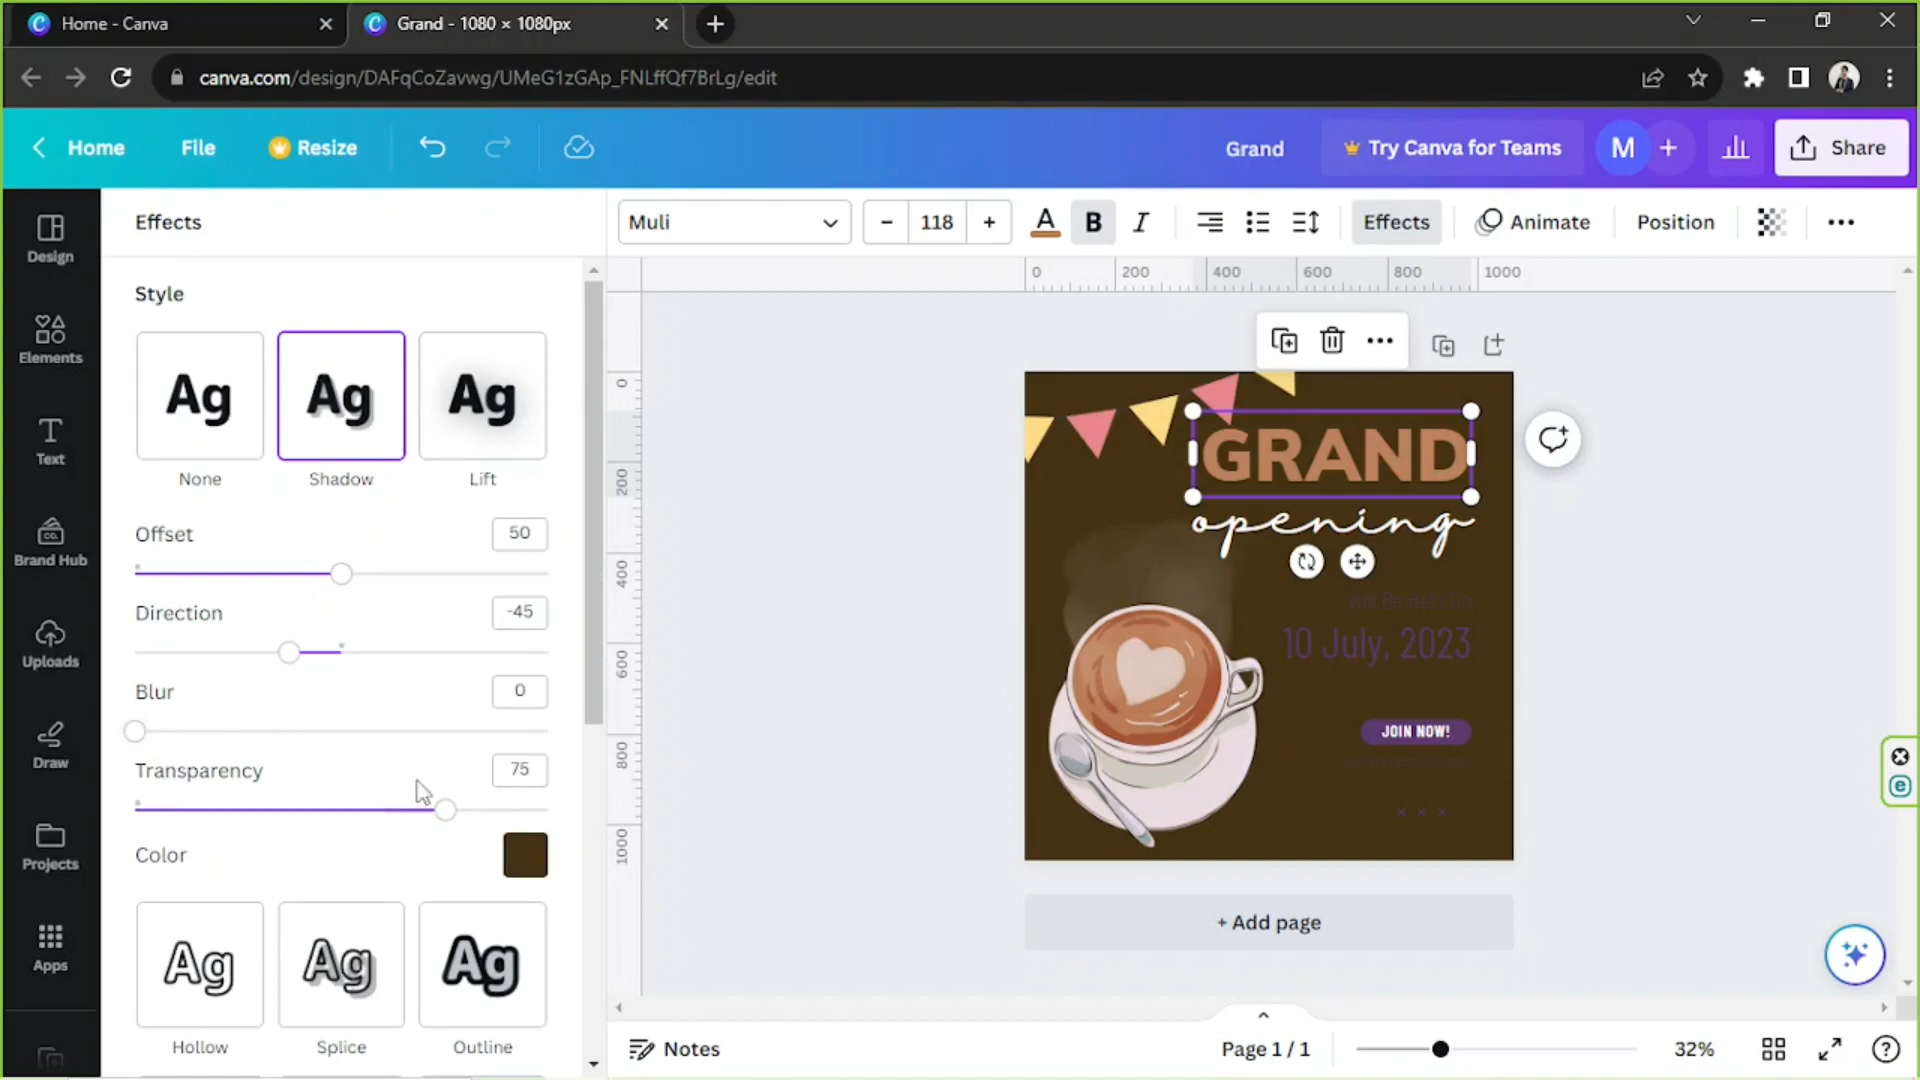 Home - Canva
Grand - 1080 × 1080px
canva.com/design/DAFqCoZavwg/UMeG1zGAp_FNLffQf7BrLg/edit
Home
File
Resize
Grand
Try Canva for Teams
M
Share
Design
Elements
Text
Brand Hub
Uploads
Draw
Projects
Apps
Effects
Style
Ag
Ag
Ag
None
Shadow
Lift
Offset
50
Direction
-45
Blur
0
Transparency
75
Color
Ag
Ag
Ag
Hollow
Splice
Outline
Muli
118
A
B
I
Effects
Animate
Position
0
200
400
600
800
1000
0
200
400
600
800
1000
GRAND
opening
Will Be Held On
10 July, 2023
JOIN NOW!
+ Add page
Notes
Page 1 / 1
32%